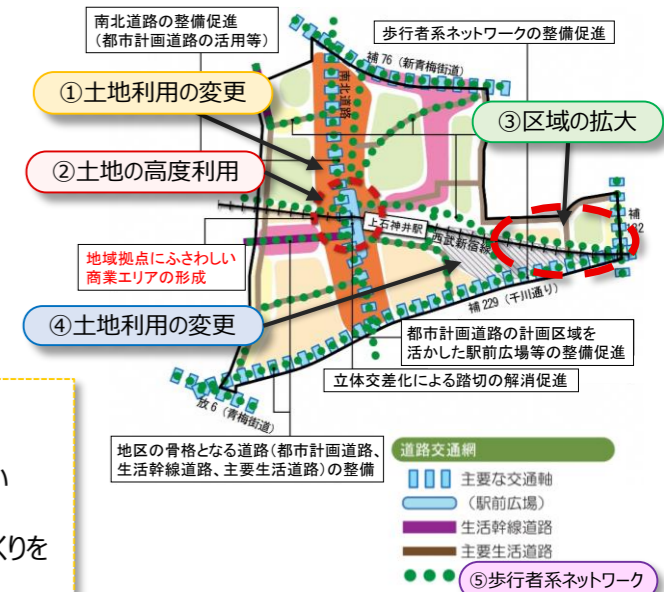 南北道路の整備促進
（都市計画道路の活用等）
歩行者系ネットワークの整備促進
補76（新青梅街道）
①土地利用の変更
南北道路
③区域の拡大
②土地の高度利用
上石神井駅
西武新宿線
補
132
地域拠点にふさわしい
商業エリアの形成
補229（千川通り）
④土地利用の変更
都市計画道路の計画区域を
活かした駅前広場等の整備促進
立体交差化による踏切の解消促進
放6（青梅街道）
地区の骨格となる道路（都市計画道路、
生活幹線道路、主要生活道路）の整備
道路交通網
主要な交通軸
（駅前広場）
生活幹線道路
主要生活道路
⑤歩行者系ネットワーク
い
くりを